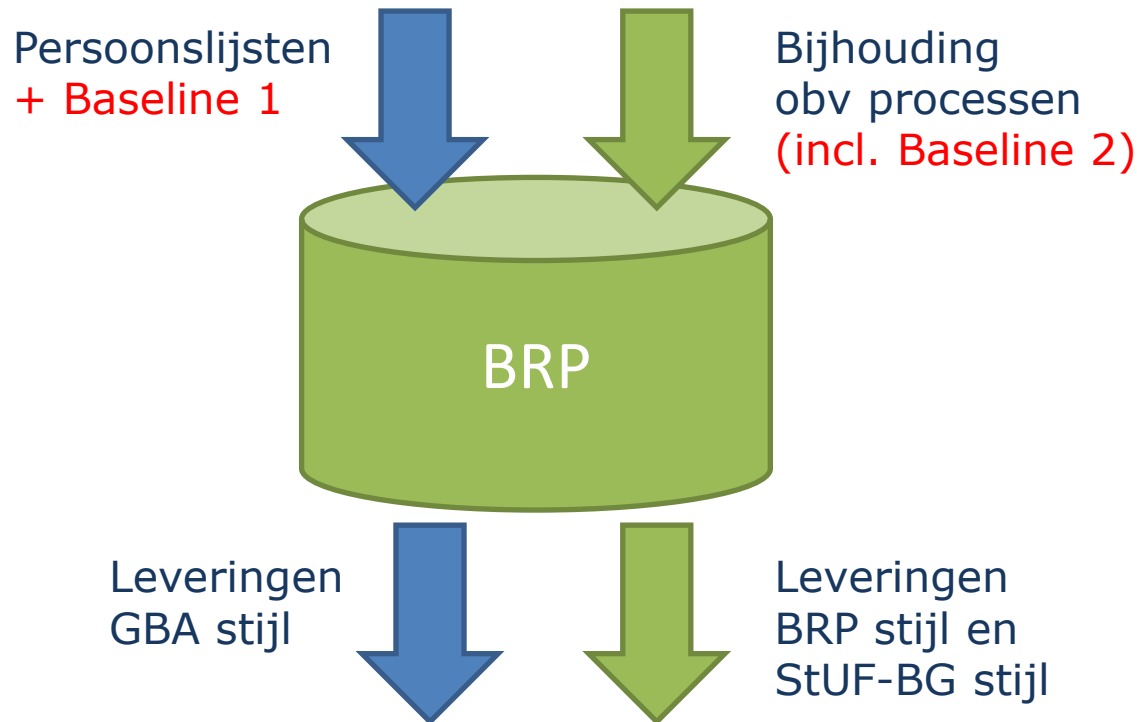 Persoonslijsten
+ Baseline 1
Bijhouding
obv processen
(incl. Baseline 2)
BRP
Leveringen
GBA stijl
Leveringen
BRP stijl en
StUF-BG stijl